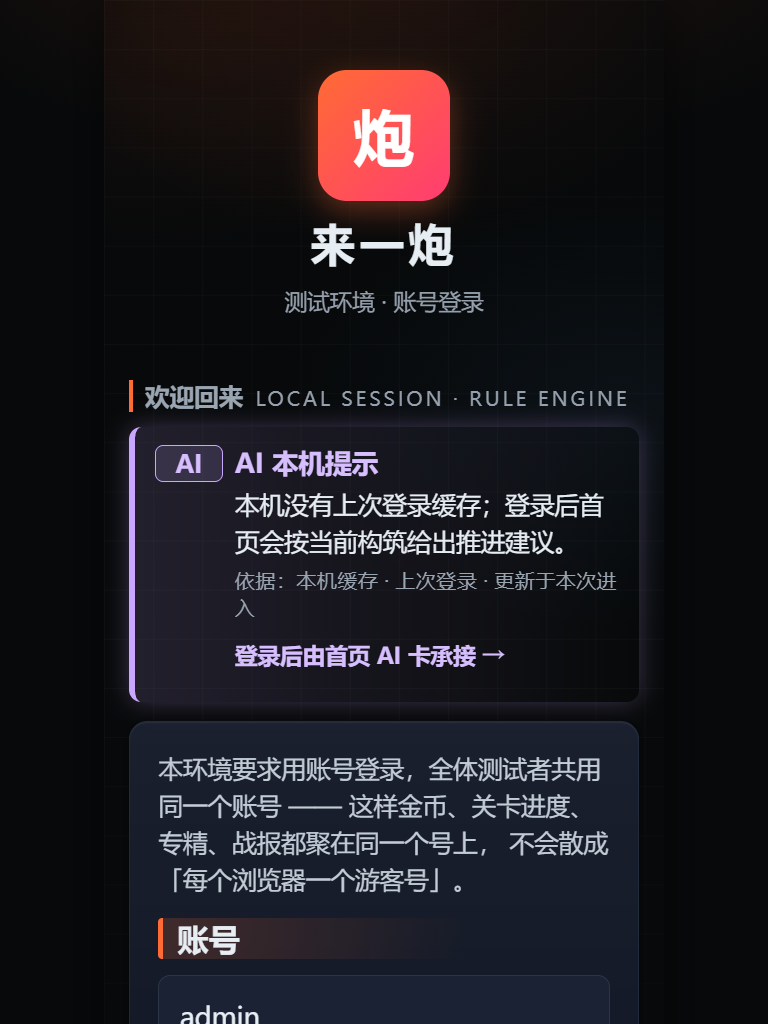 炮
来一炮
测试环境 · 账号登录
欢迎回来 LOCAL SESSION · RULE ENGINE
AI AI 本机提示
本机没有上次登录缓存；登录后首
页会按当前构筑给出推进建议。
依据：本机缓存 · 上次登录 · 更新于本次进
入
登录后由首页 AI 卡承接 →
本环境要求用账号登录，全体测试者共用
同一个账号 —— 这样金币、关卡进度、
专精、战报都聚在同一个号上， 不会散成
「每个浏览器一个游客号」。
账号
admin